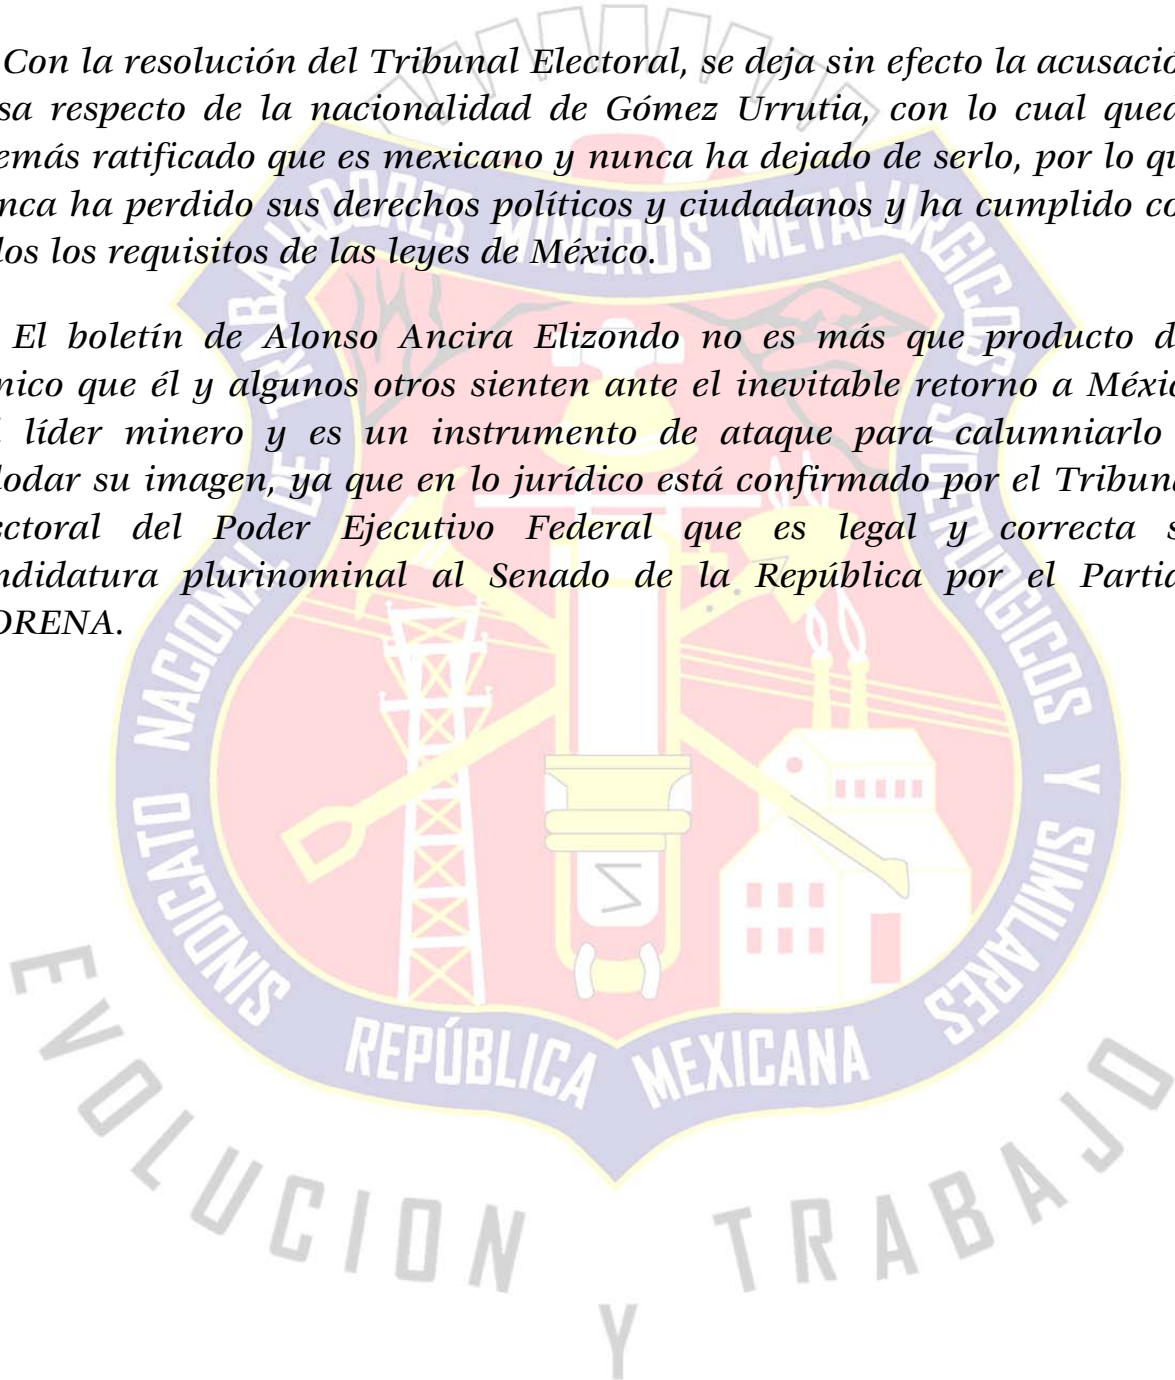 Con la resolución del Tribunal Electoral, se deja sin efecto la acusació
sa respecto de la nacionalidad de Gómez Urrutia, con lo cual qued
emás ratificado que es mexicano y nunca ha dejado de serlo, por lo qu
nca ha perdido sus derechos políticos y ciudadanos y ha cumplido co
dos los requisitos de las leyes de México.
El boletín de Alonso Ancira Elizondo no es más que producto d
nico que él y algunos otros sienten ante el inevitable retorno a Méxic
l líder minero y es un instrumento de ataque para calumniarlo
lodar su imagen, ya que en lo jurídico está confirmado por el Tribuna
ectoral del Poder Ejecutivo Federal que es legal y correcta s
ndidatura plurinominal al Senado de la República por el Partid
ORENA.
SINDICATO NACIONAL DE TRABAJADORES MINEROS METALURGICOS SIDERURGICOS Y SIMILARES
REPÚBLICA MEXICANA
EVOLUCION Y TRABAJO